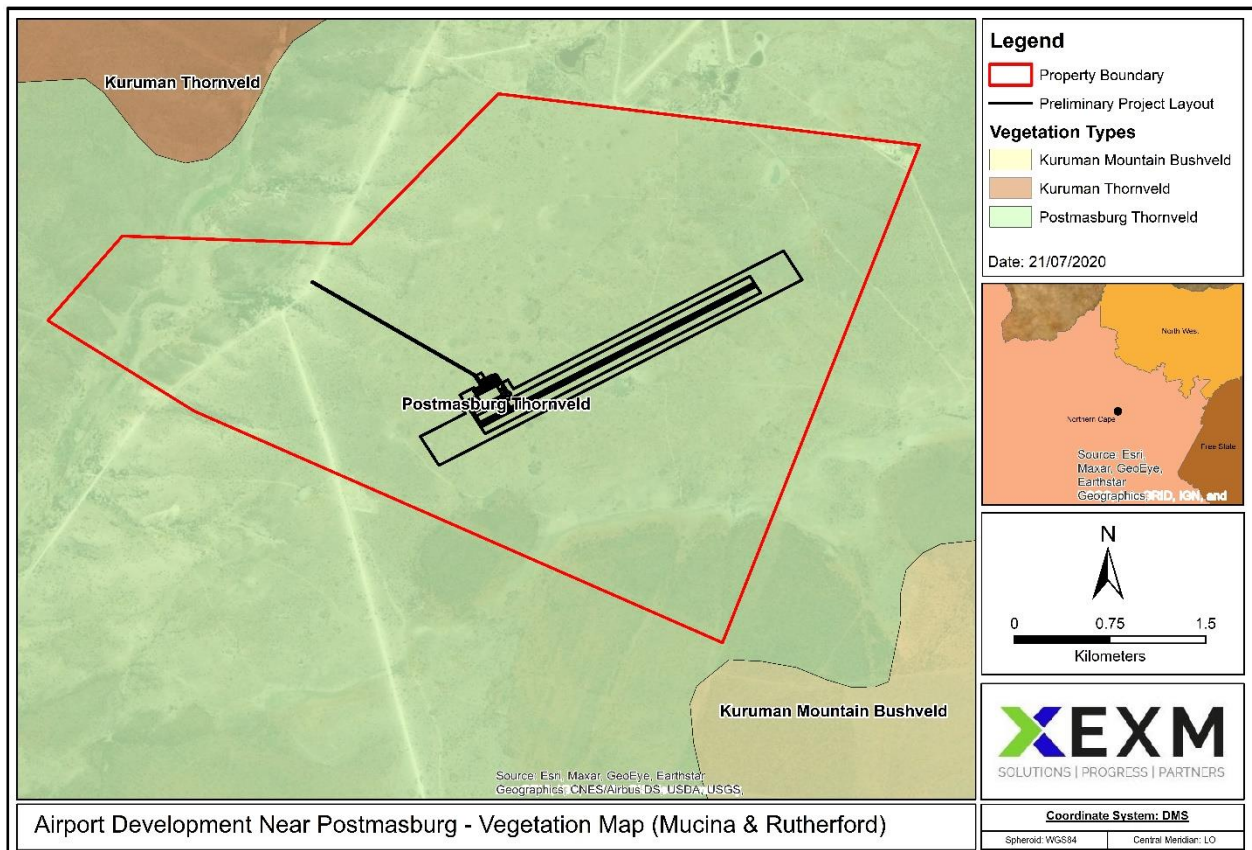 Kuruman Thornveld
Postmasburg Thornveld
Kuruman Mountain Bushveld
Source: Esri, Maxar, GeoEye, Earthstar
Geographics, CNES/Airbus DS, USDA, USGS,
Legend
Property Boundary
Preliminary Project Layout
Vegetation Types
Kuruman Mountain Bushveld
Kuruman Thornveld
Postmasburg Thornveld
Date: 21/07/2020
North West
Northern Cape
Free State
Source: Esri,
Maxar, GeoEye,
Earthstar
Geographics, IGN, and
N
0 0.75 1.5
Kilometers
XEXM
SOLUTIONS | PROGRESS | PARTNERS
Airport Development Near Postmasburg - Vegetation Map (Mucina & Rutherford)
Coordinate System: DMS
Spheroid: WGS84 Central Meridian: LO